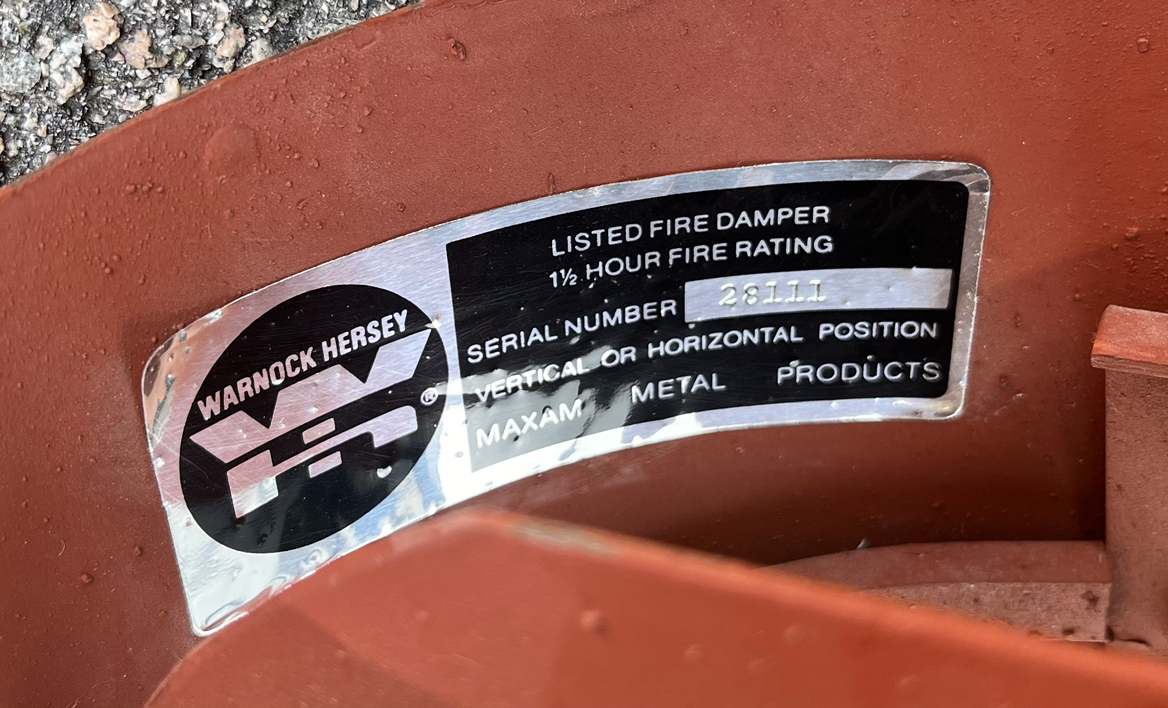 WARNOCK HERSEY
WH
®
LISTED FIRE DAMPER
1½ HOUR FIRE RATING
SERIAL NUMBER 28111
VERTICAL OR HORIZONTAL POSITION
MAXAM METAL PRODUCTS